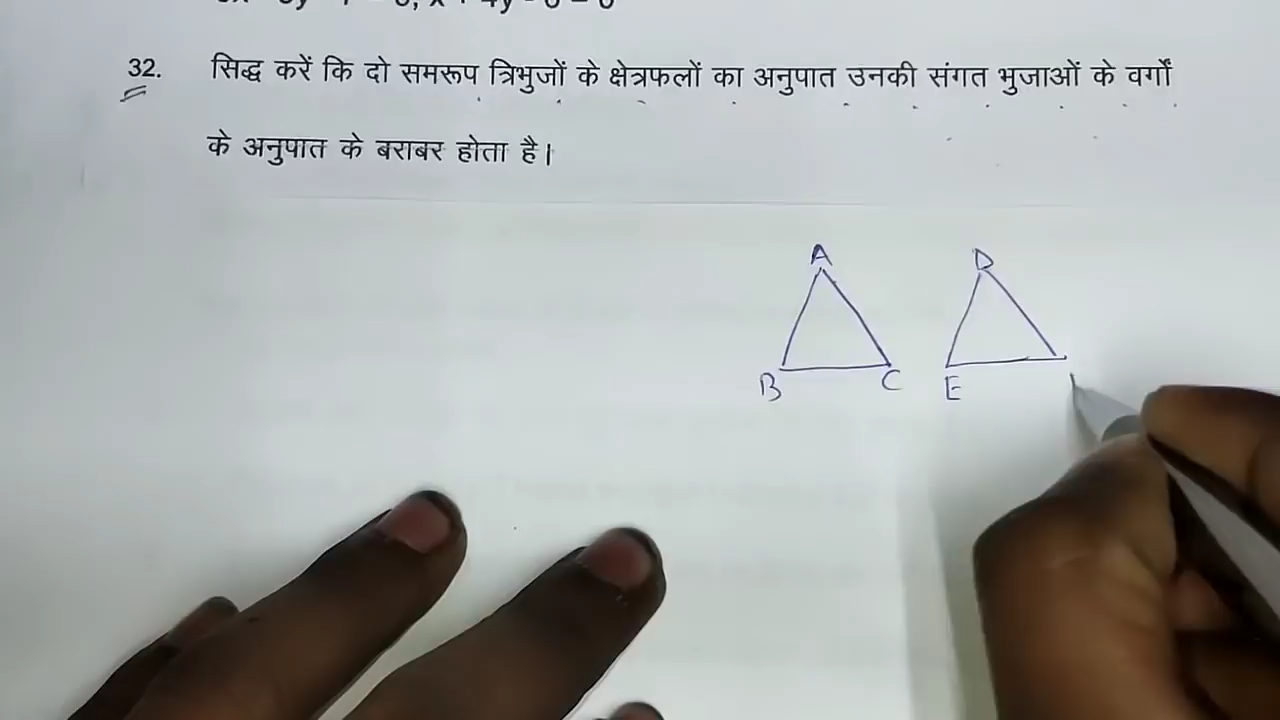 32. सिद्ध करें कि दो समरूप त्रिभुजों के क्षेत्रफलों का अनुपात उनकी संगत भुजाओं के वर्गों
के अनुपात के बराबर होता है।
A D
B C E